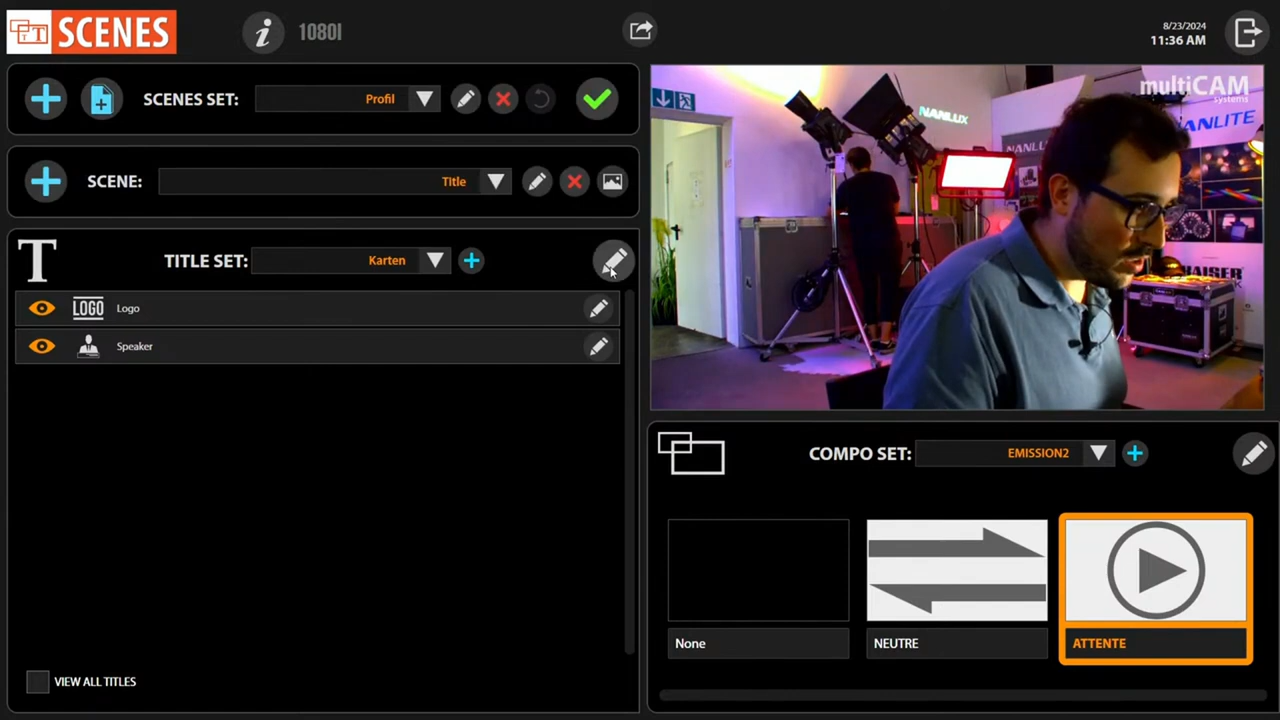 SCENES
i
1080I
8/23/2024
11:36 AM
SCENES SET:
Profil
SCENE:
Title
T
TITLE SET:
Karten
LOGO
Logo
Speaker
VIEW ALL TITLES
multiCAM
systems
NANLUX
NANLITE
COMPO SET:
EMISSION2
None
NEUTRE
ATTENTE